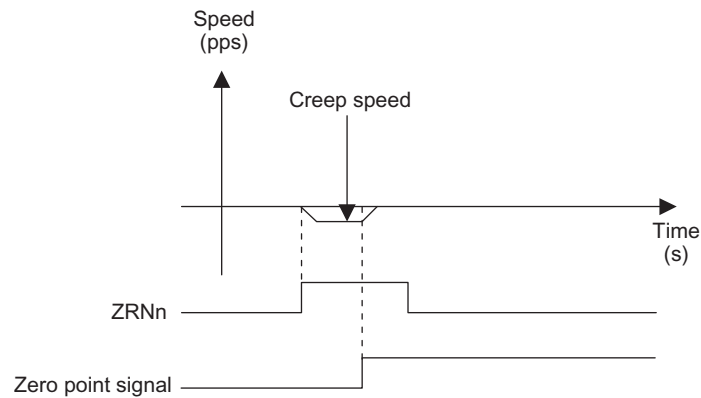 Speed
(pps)
Creep speed
Time
(s)
ZRNn
Zero point signal